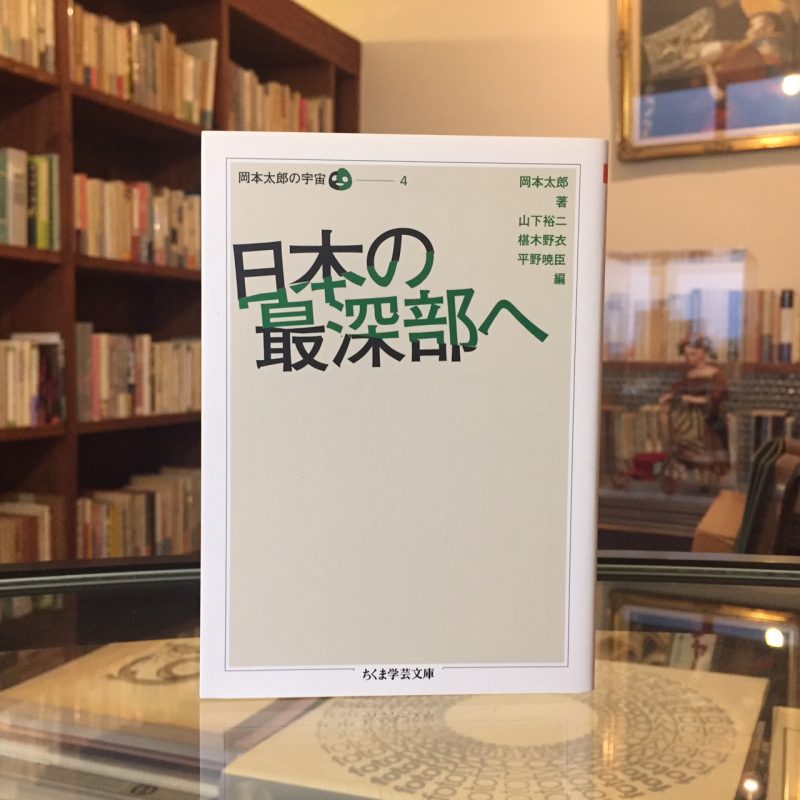 岡本太郎の宇宙 4
岡本太郎
著
山下裕二
椹木野衣
平野暁臣
編
日本の
最深部へ
ちくま学芸文庫